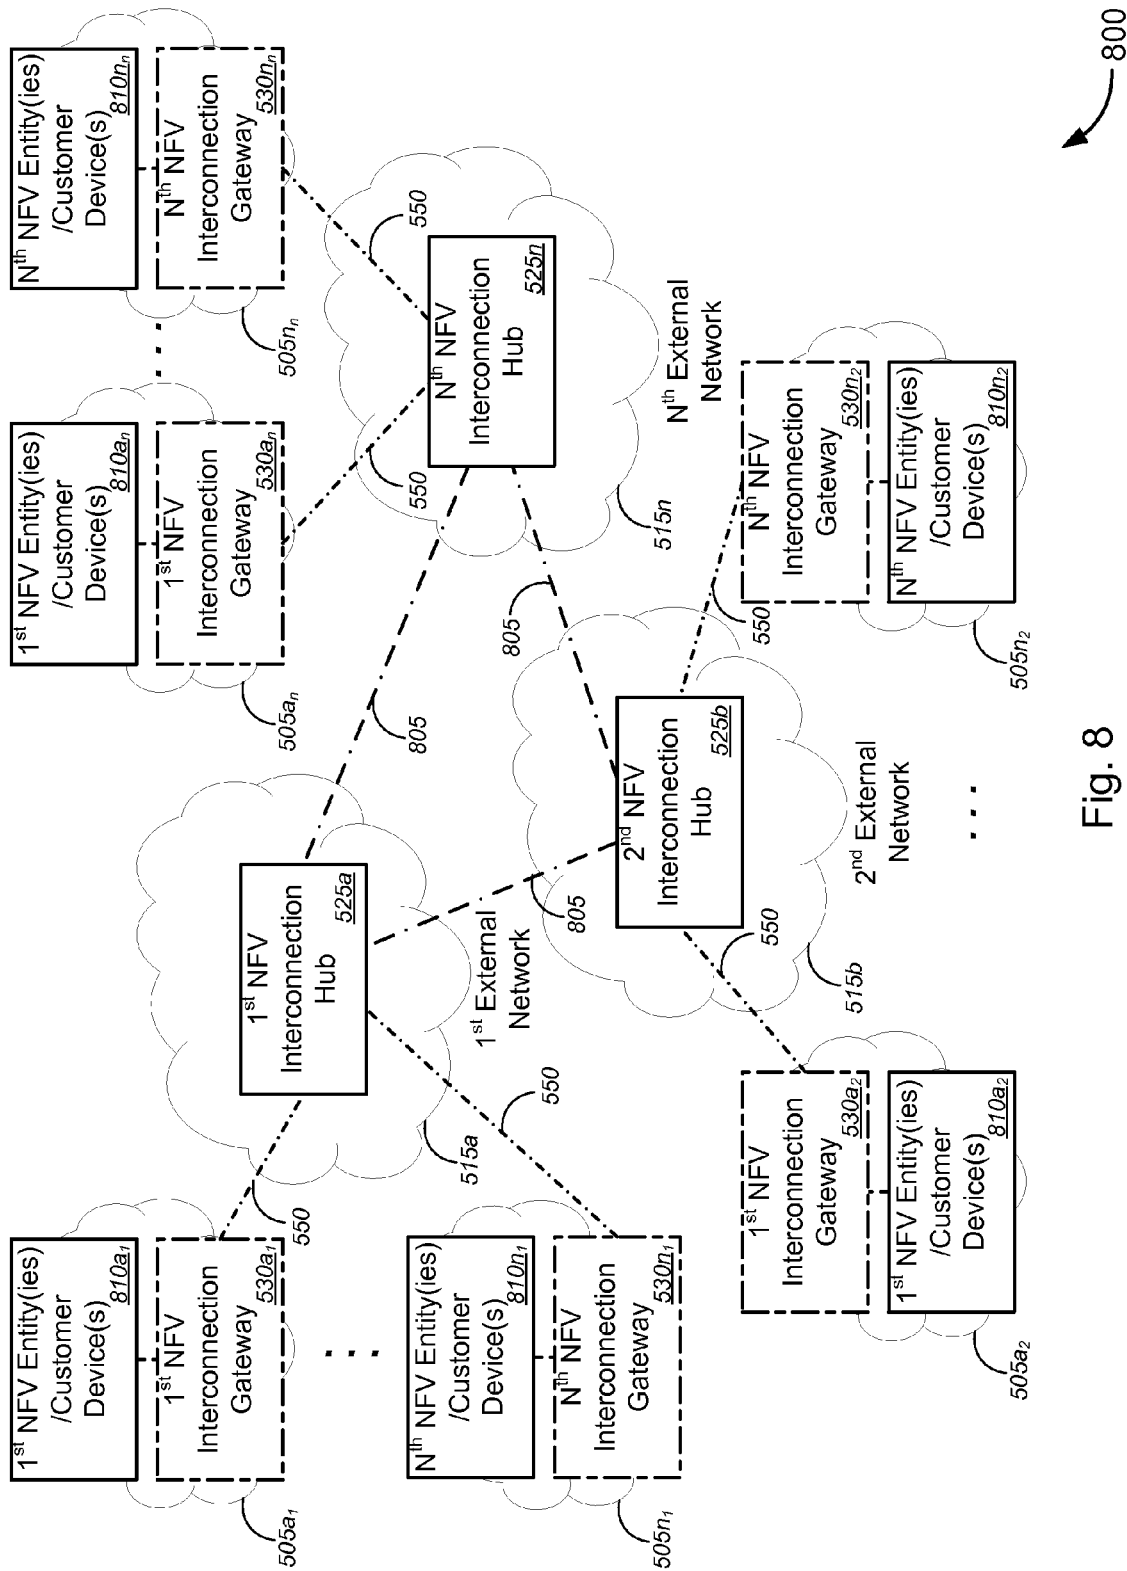 1st NFV Entity(ies)
/Customer
Device(s)
810a1
1st NFV
Interconnection
Gateway
530a1
505a1
550
1st NFV
Interconnection
Hub
525a
515a
1st External
Network
Nth NFV Entity(ies)
/Customer
Device(s)
810n1
Nth NFV
Interconnection
Gateway
530n1
505n1
550
. . .
805
805
805
1st NFV Entity(ies)
/Customer
Device(s)
810an
1st NFV
Interconnection
Gateway
530an
505an
550
. . .
Nth NFV Entity(ies)
/Customer
Device(s)
810nn
Nth NFV
Interconnection
Gateway
530nn
505nn
550
Nth NFV
Interconnection
Hub
525n
515n
Nth External
Network
2nd NFV
Interconnection
Hub
525b
515b
2nd External
Network
. . .
1st NFV
Interconnection
Gateway
530a2
1st NFV Entity(ies)
/Customer
Device(s)
810a2
505a2
550
Nth NFV
Interconnection
Gateway
530n2
Nth NFV Entity(ies)
/Customer
Device(s)
810n2
505n2
550
800
Fig. 8